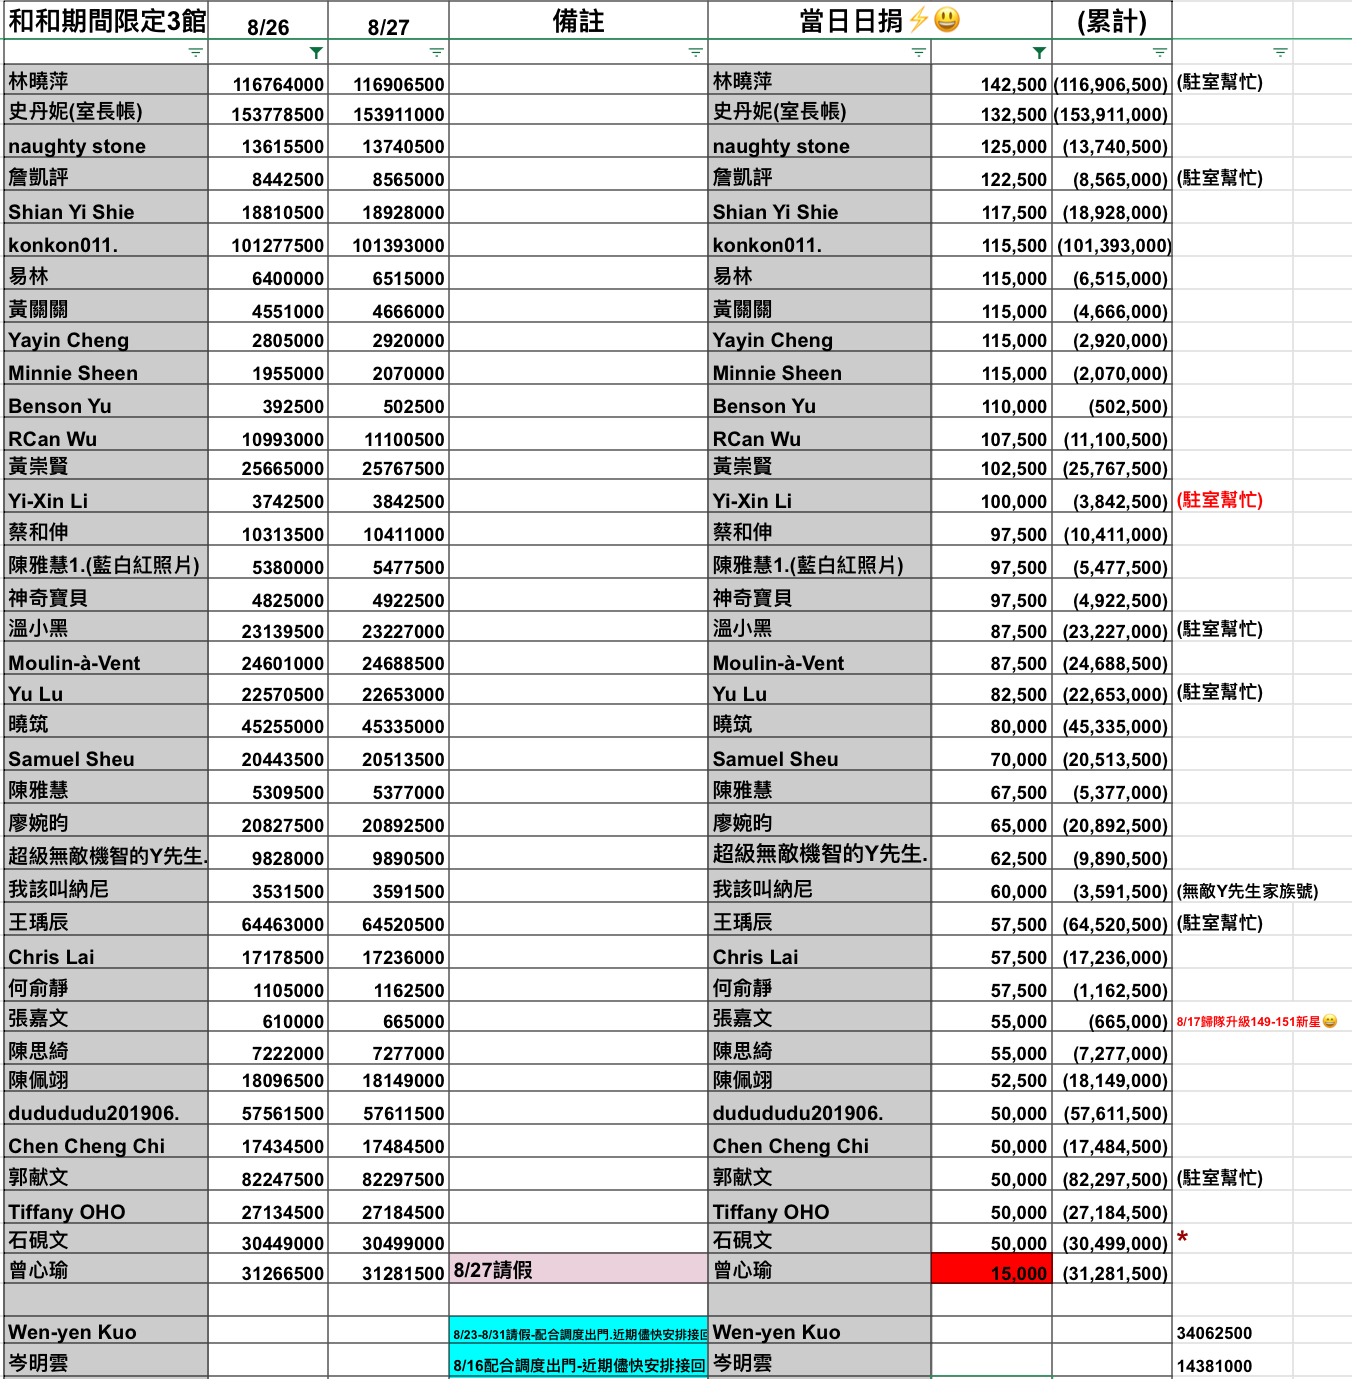 和和期間限定3館 8/26 8/27 備註 當日日捐⚡😃 (累計)
林曉萍 116764000 116906500 林曉萍 142,500 (116,906,500) (駐室幫忙)
史丹妮(室長帳) 153778500 153911000 史丹妮(室長帳) 132,500 (153,911,000)
naughty stone 13615500 13740500 naughty stone 125,000 (13,740,500)
詹凱評 8442500 8565000 詹凱評 122,500 (8,565,000) (駐室幫忙)
Shian Yi Shie 18810500 18928000 Shian Yi Shie 117,500 (18,928,000)
konkon011. 101277500 101393000 konkon011. 115,500 (101,393,000)
易林 6400000 6515000 易林 115,000 (6,515,000)
黃關關 4551000 4666000 黃關關 115,000 (4,666,000)
Yayin Cheng 2805000 2920000 Yayin Cheng 115,000 (2,920,000)
Minnie Sheen 1955000 2070000 Minnie Sheen 115,000 (2,070,000)
Benson Yu 392500 502500 Benson Yu 110,000 (502,500)
RCan Wu 10993000 11100500 RCan Wu 107,500 (11,100,500)
黃崇賢 25665000 25767500 黃崇賢 102,500 (25,767,500)
Yi-Xin Li 3742500 3842500 Yi-Xin Li 100,000 (3,842,500) (駐室幫忙)
蔡和伸 10313500 10411000 蔡和伸 97,500 (10,411,000)
陳雅慧1.(藍白紅照片) 5380000 5477500 陳雅慧1.(藍白紅照片) 97,500 (5,477,500)
神奇寶貝 4825000 4922500 神奇寶貝 97,500 (4,922,500)
溫小黑 23139500 23227000 溫小黑 87,500 (23,227,000) (駐室幫忙)
Moulin-à-Vent 24601000 24688500 Moulin-à-Vent 87,500 (24,688,500)
Yu Lu 22570500 22653000 Yu Lu 82,500 (22,653,000) (駐室幫忙)
曉筑 45255000 45335000 曉筑 80,000 (45,335,000)
Samuel Sheu 20443500 20513500 Samuel Sheu 70,000 (20,513,500)
陳雅慧 5309500 5377000 陳雅慧 67,500 (5,377,000)
廖婉昀 20827500 20892500 廖婉昀 65,000 (20,892,500)
超級無敵機智的Y先生. 9828000 9890500 超級無敵機智的Y先生. 62,500 (9,890,500)
我該叫納尼 3531500 3591500 我該叫納尼 60,000 (3,591,500) (無敵Y先生家族號)
王瑀辰 64463000 64520500 王瑀辰 57,500 (64,520,500) (駐室幫忙)
Chris Lai 17178500 17236000 Chris Lai 57,500 (17,236,000)
何俞靜 1105000 1162500 何俞靜 57,500 (1,162,500)
張嘉文 610000 665000 張嘉文 55,000 (665,000) 8/17歸隊升級149-151新星😄
陳思綺 7222000 7277000 陳思綺 55,000 (7,277,000)
陳佩翊 18096500 18149000 陳佩翊 52,500 (18,149,000)
dudududu201906. 57561500 57611500 dudududu201906. 50,000 (57,611,500)
Chen Cheng Chi 17434500 17484500 Chen Cheng Chi 50,000 (17,484,500)
郭献文 82247500 82297500 郭献文 50,000 (82,297,500) (駐室幫忙)
Tiffany OHO 27134500 27184500 Tiffany OHO 50,000 (27,184,500)
石硯文 30449000 30499000 石硯文 50,000 (30,499,000) *
曾心瑜 31266500 31281500 8/27請假 曾心瑜 15,000 (31,281,500)
Wen-yen Kuo 8/23-8/31請假-配合調度出門.近期儘快安排接回 Wen-yen Kuo 34062500
岑明雲 8/16配合調度出門-近期儘快安排接回 岑明雲 14381000